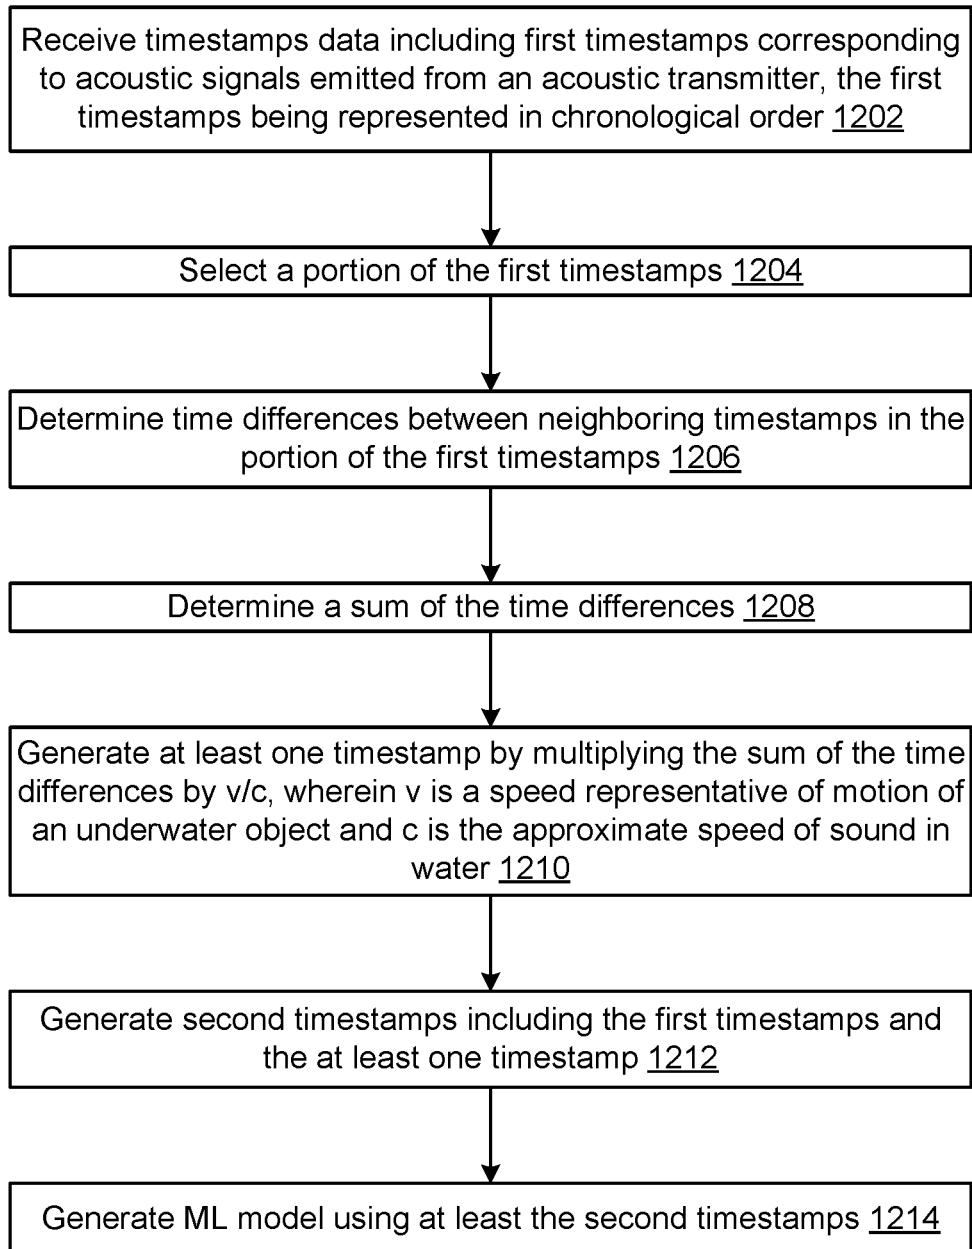 Receive timestamps data including first timestamps corresponding
to acoustic signals emitted from an acoustic transmitter, the first
timestamps being represented in chronological order 1202
Select a portion of the first timestamps 1204
Determine time differences between neighboring timestamps in the
portion of the first timestamps 1206
Determine a sum of the time differences 1208
Generate at least one timestamp by multiplying the sum of the time
differences by v/c, wherein v is a speed representative of motion of
an underwater object and c is the approximate speed of sound in
water 1210
Generate second timestamps including the first timestamps and
the at least one timestamp 1212
Generate ML model using at least the second timestamps 1214